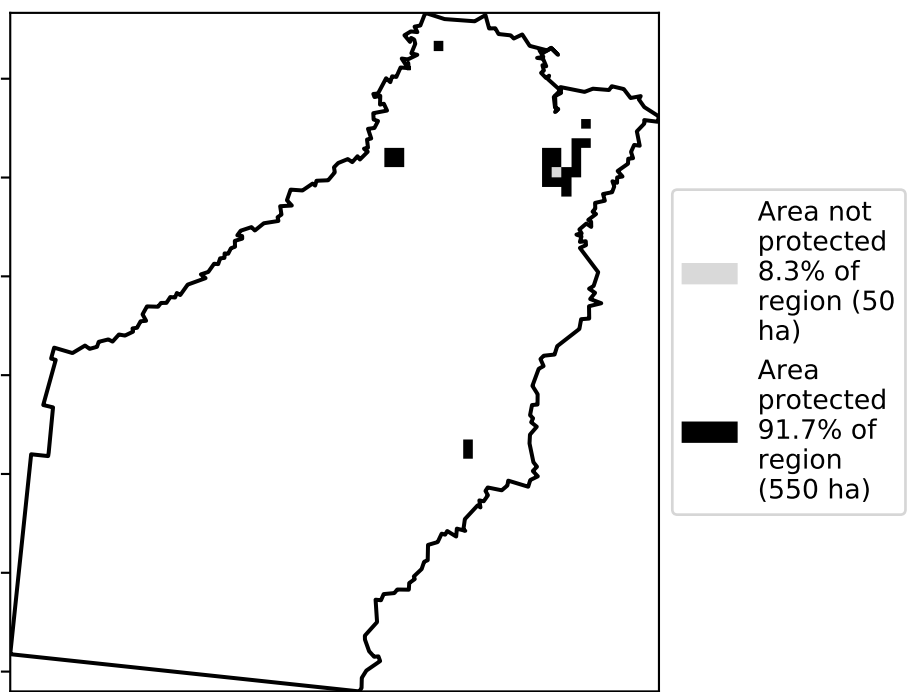 Area not
protected
8.3% of
region (50
ha)
Area
protected
91.7% of
region
(550 ha)